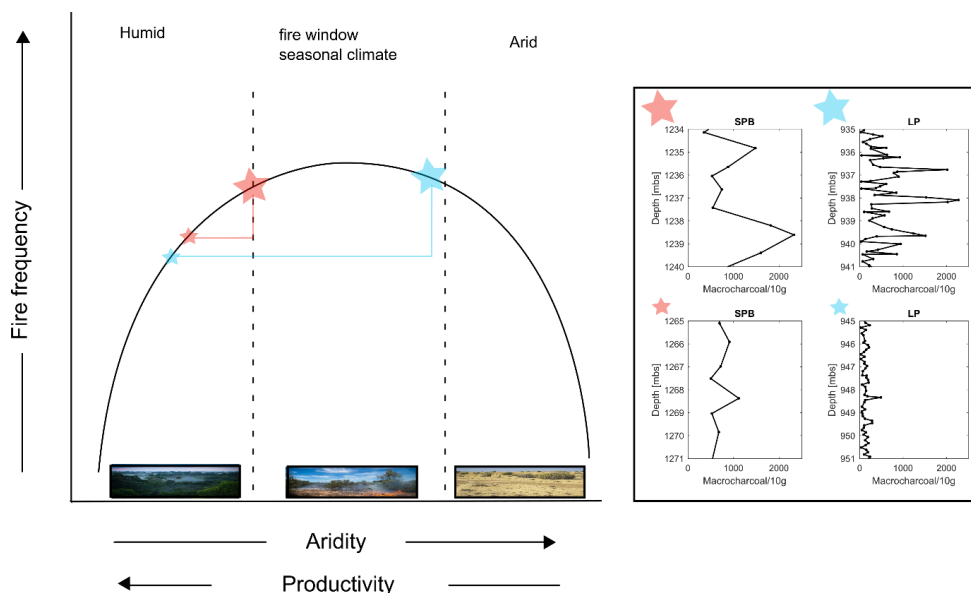 Humid
fire window
seasonal climate
Arid
Fire frequency
Aridity
Productivity
SPB
1234
1235
1236
1237
1238
1239
1240
Depth [mbs]
0 1000 2000
Macrocharcoal/10g
LP
935
936
937
938
939
940
941
Depth [mbs]
0 1000 2000
Macrocharcoal/10g
SPB
1265
1266
1267
1268
1269
1270
1271
Depth [mbs]
0 1000 2000
Macrocharcoal/10g
LP
945
946
947
948
949
950
951
Depth [mbs]
0 1000 2000
Macrocharcoal/10g